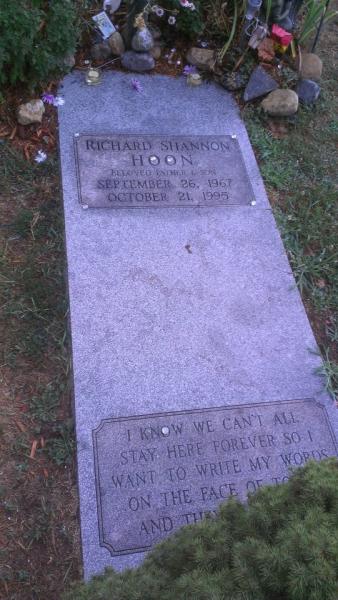 RICHARD SHANNON
HOON
BELOVED FATHER & SON
SEPTEMBER 26, 1967
OCTOBER 21, 1995
I KNOW WE CAN'T ALL
STAY HERE FOREVER SO I
WANT TO WRITE MY WORDS
ON THE FACE OF
AND